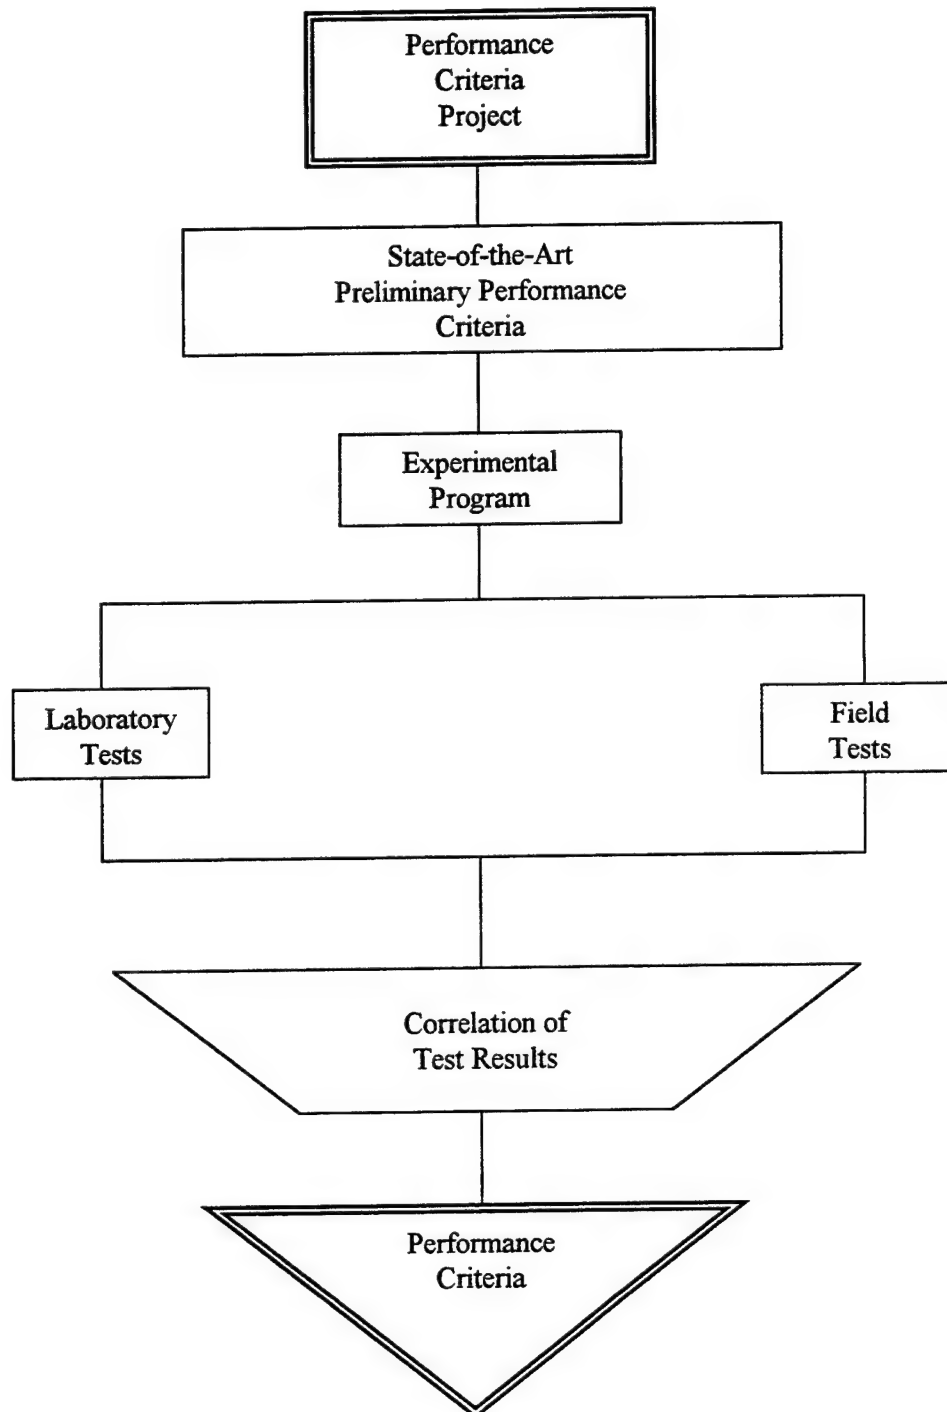 Performance
Criteria
Project
State-of-the-Art
Preliminary Performance
Criteria
Experimental
Program
Laboratory
Tests
Field
Tests
Correlation of
Test Results
Performance
Criteria